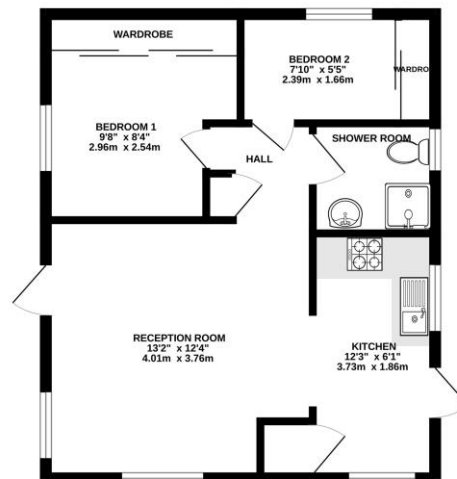 WARDROBE
BEDROOM 2
7'10" x 5'5"
2.39m x 1.66m
WARDRO
BEDROOM 1
9'8" x 8'4"
2.96m x 2.54m
SHOWER ROOM
HALL
RECEPTION ROOM
13'2" x 12'4"
4.01m x 3.76m
KITCHEN
12'3" x 6'1"
3.73m x 1.86m